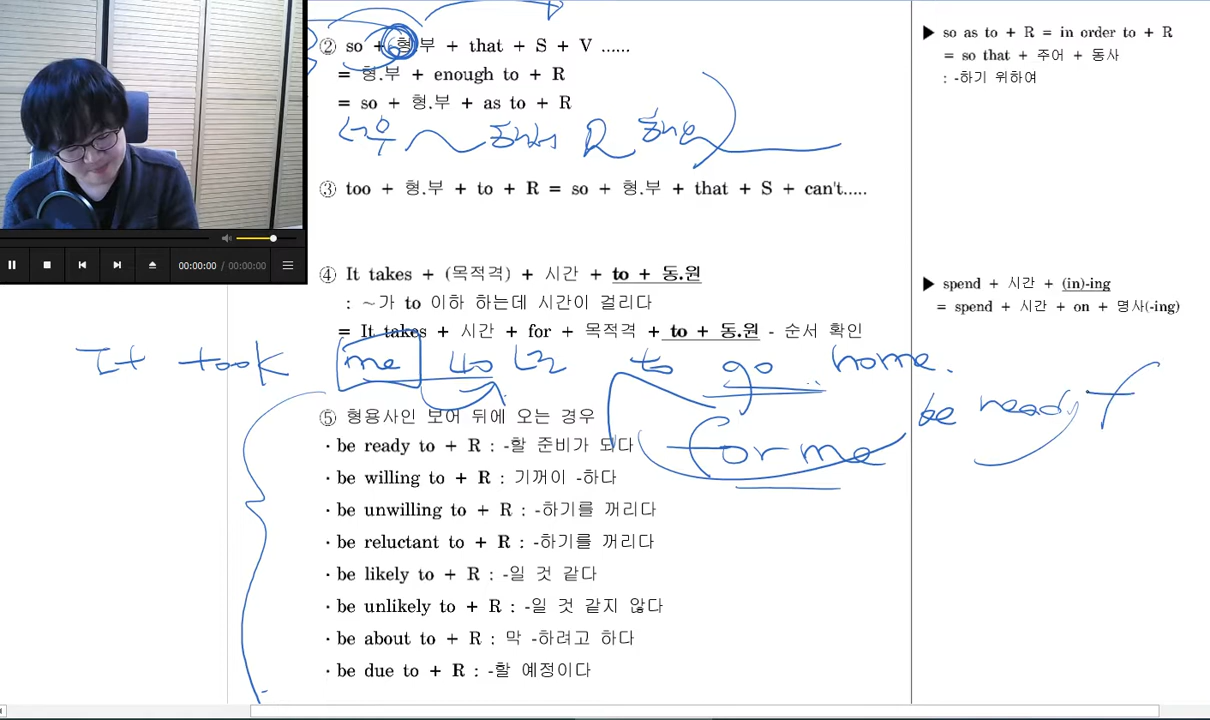 ② so + 형.부 + that + S + V ......
= 형.부 + enough to + R
= so + 형.부 + as to + R
너무 ~ 해서 R 하다
③ too + 형.부 + to + R = so + 형.부 + that + S + can't.....
④ It takes + (목적격) + 시간 + to + 동.원
: ~가 to 이하 하는데 시간이 걸리다
= It takes + 시간 + for + 목적격 + to + 동.원 - 순서 확인
It took me 40 분 to go home.
for me
be ready
⑤ 형용사인 보어 뒤에 오는 경우
· be ready to + R : -할 준비가 되다
· be willing to + R : 기꺼이 -하다
· be unwilling to + R : -하기를 꺼리다
· be reluctant to + R : -하기를 꺼리다
· be likely to + R : -일 것 같다
· be unlikely to + R : -일 것 같지 않다
· be about to + R : 막 -하려고 하다
· be due to + R : -할 예정이다
▶ so as to + R = in order to + R
= so that + 주어 + 동사
: -하기 위하여
▶ spend + 시간 + (in)-ing
= spend + 시간 + on + 명사(-ing)
00:00:00 / 00:00:00